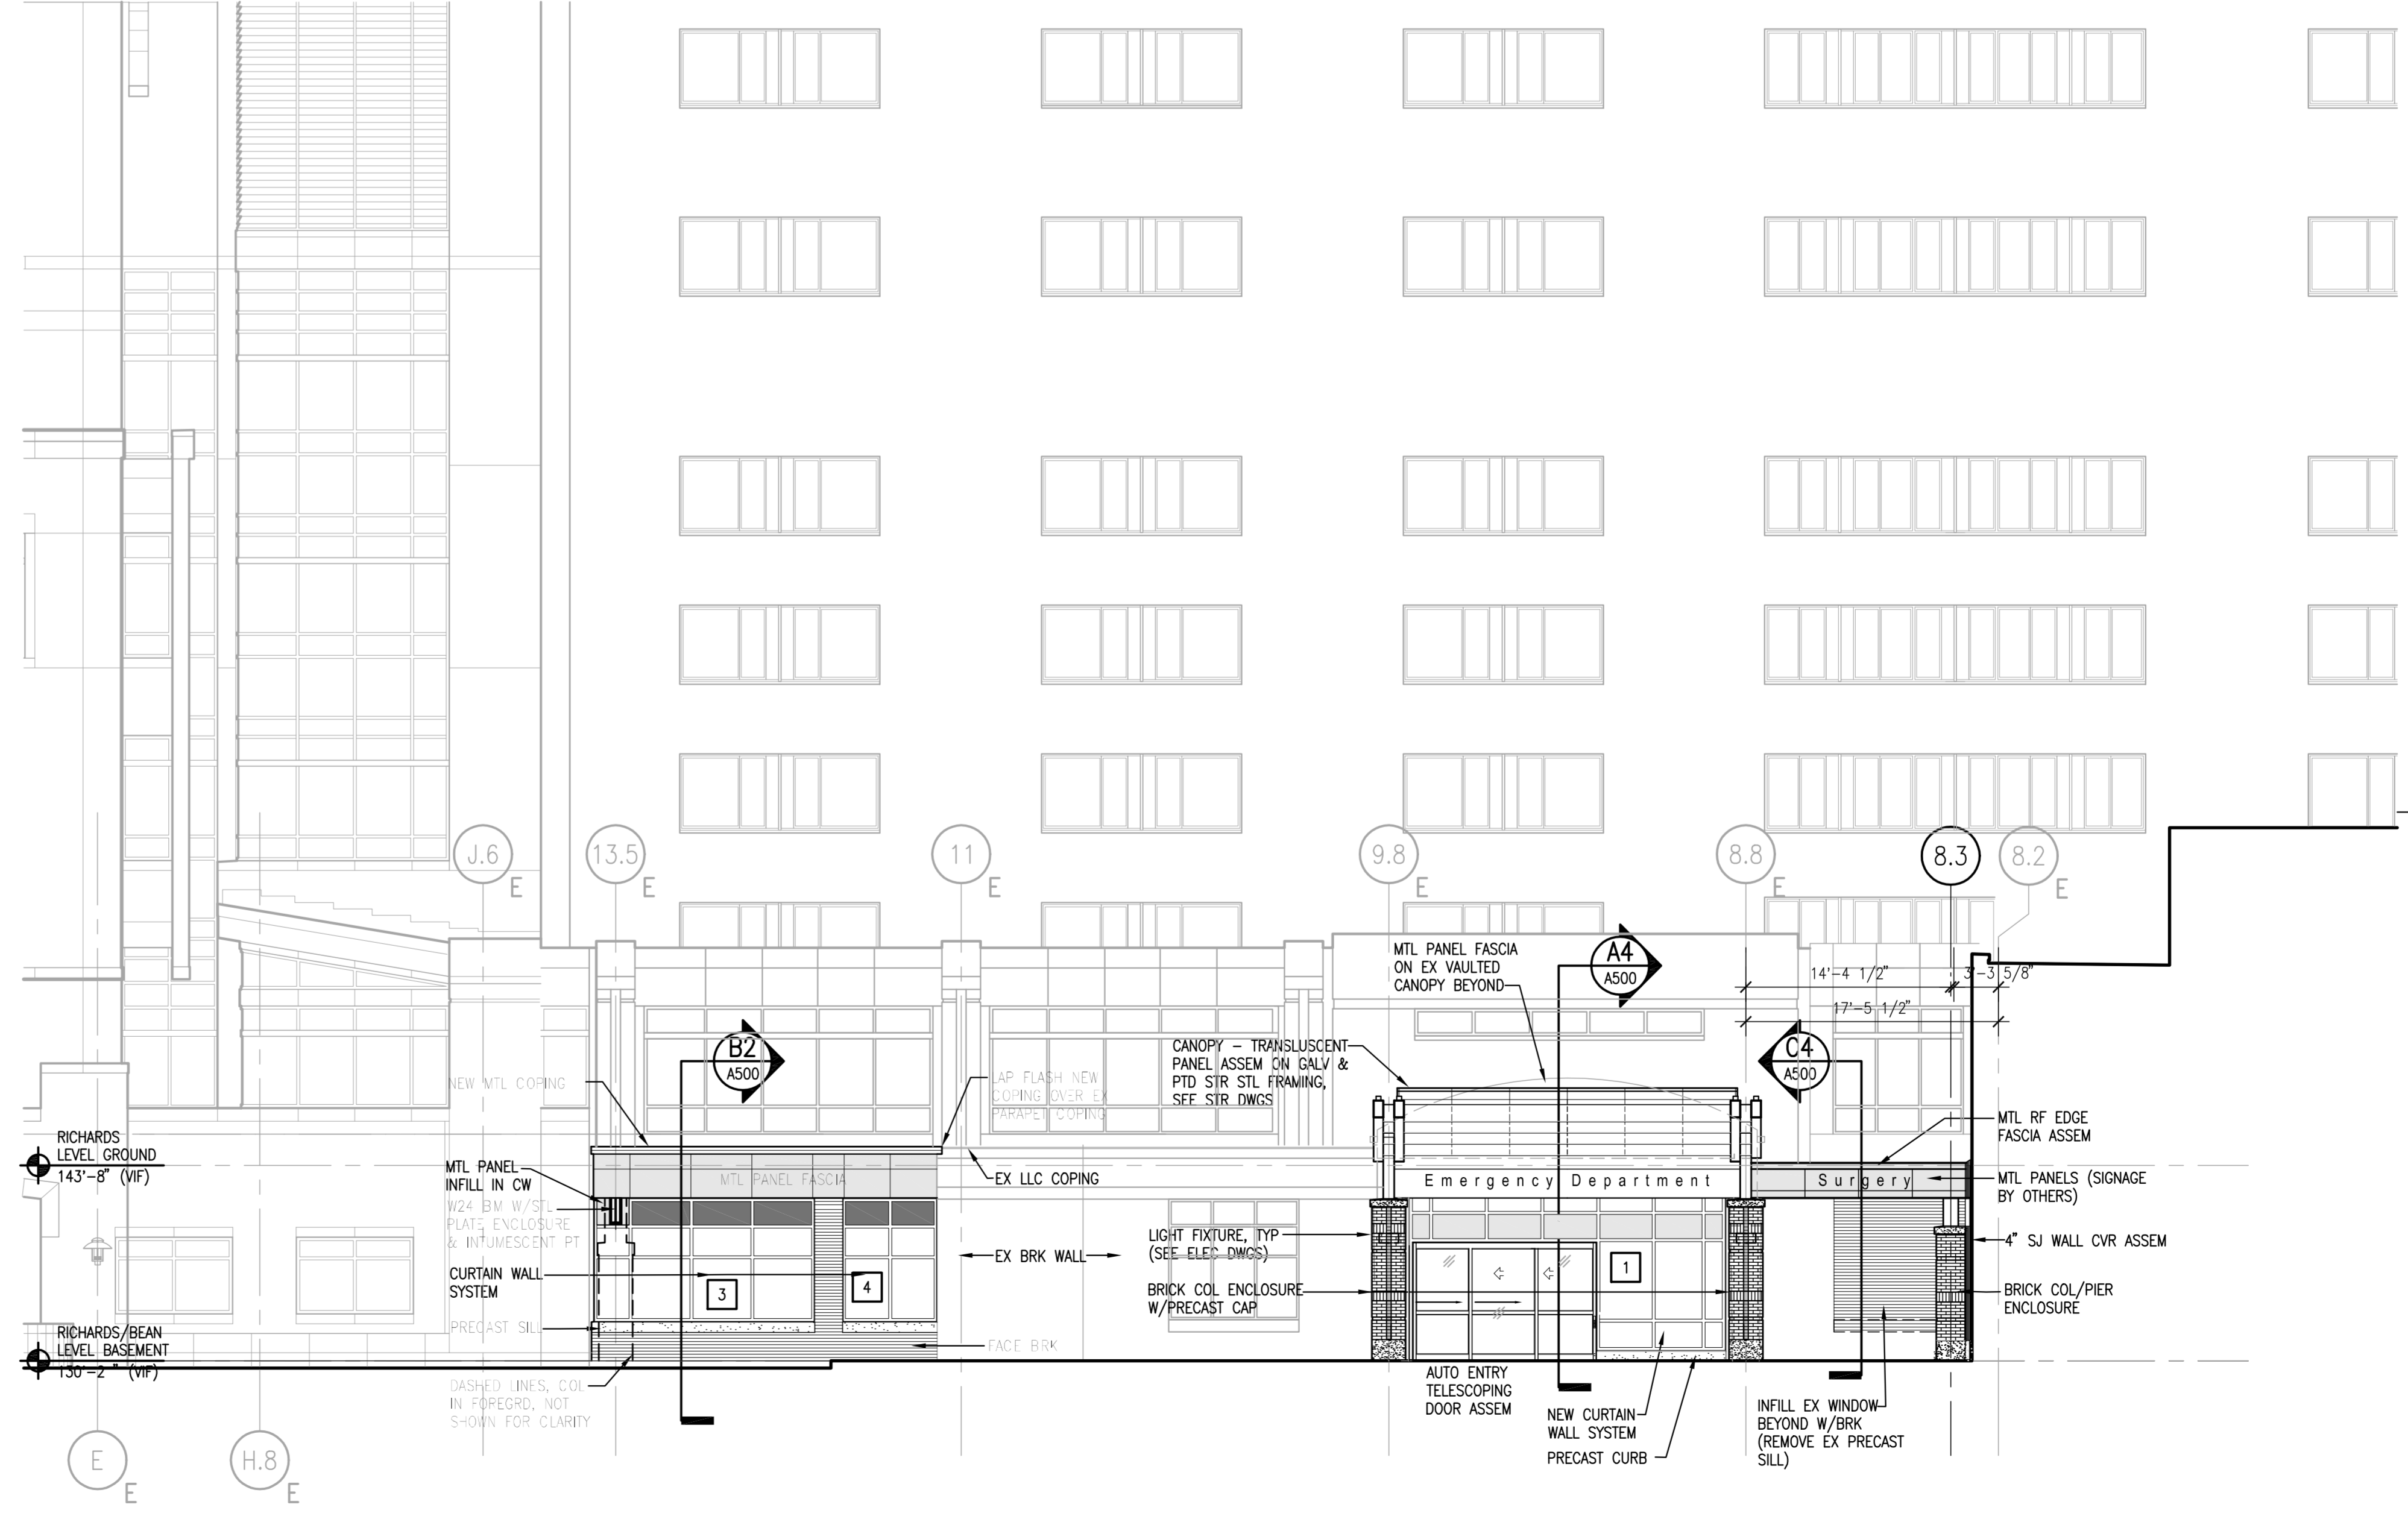 J.6
E
13.5
E
11
E
9.8
E
8.8
E
8.3
8.2
E
MTL PANEL FASCIA
ON EX VAULTED
CANOPY BEYOND
A4
A500
14'-4 1/2"
3'-3 5/8"
17'-5 1/2"
B2
A500
C4
A500
CANOPY – TRANSLUSCENT
PANEL ASSEM ON GALV &
PTD STR STL FRAMING,
SEE STR DWGS
NEW MTL COPING
LAP FLASH NEW
COPING OVER EX
PARAPET COPING
MTL RF EDGE
FASCIA ASSEM
RICHARDS
LEVEL GROUND
143'-8" (VIF)
MTL PANEL
INFILL IN CW
MTL PANEL FASCIA
EX LLC COPING
Emergency Department
Surgery
MTL PANELS (SIGNAGE
BY OTHERS)
W24 BM W/STL
PLATE ENCLOSURE
& INTUMESCENT PT
LIGHT FIXTURE, TYP
(SEE ELEC DWGS)
EX BRK WALL
4" SJ WALL CVR ASSEM
CURTAIN WALL
SYSTEM
3
4
1
BRICK COL ENCLOSURE
W/PRECAST CAP
BRICK COL/PIER
ENCLOSURE
PRECAST SILL
RICHARDS/BEAN
LEVEL BASEMENT
130'-2" (VIF)
FACE BRK
DASHED LINES, COL
IN FOREGRD, NOT
SHOWN FOR CLARITY
AUTO ENTRY
TELESCOPING
DOOR ASSEM
NEW CURTAIN
WALL SYSTEM
PRECAST CURB
INFILL EX WINDOW
BEYOND W/BRK
(REMOVE EX PRECAST
SILL)
E
E
H.8
E